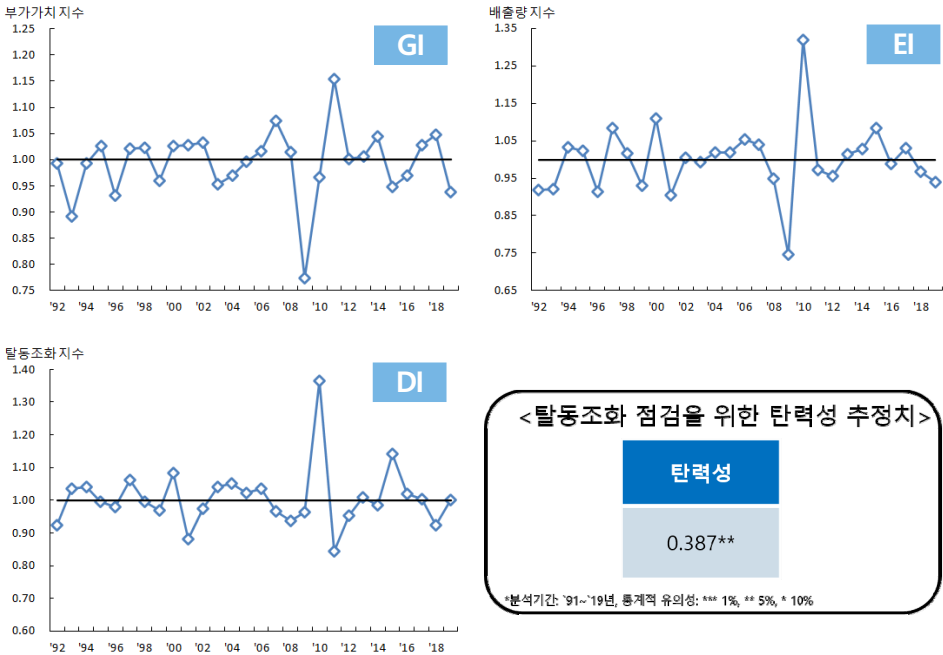 부가가치 지수
GI
1.25
1.20
1.15
1.10
1.05
1.00
0.95
0.90
0.85
0.80
0.75
'92 '94 '96 '98 '00 '02 '04 '06 '08 '10 '12 '14 '16 '18
배출량 지수
EI
1.35
1.25
1.15
1.05
0.95
0.85
0.75
0.65
'92 '94 '96 '98 '00 '02 '04 '06 '08 '10 '12 '14 '16 '18
탈동조화 지수
DI
1.40
1.30
1.20
1.10
1.00
0.90
0.80
0.70
0.60
'92 '94 '96 '98 '00 '02 '04 '06 '08 '10 '12 '14 '16 '18
<탈동조화 점검을 위한 탄력성 추정치>
탄력성
0.387**
*분석기간: `91~`19년, 통계적 유의성: *** 1%, ** 5%, * 10%